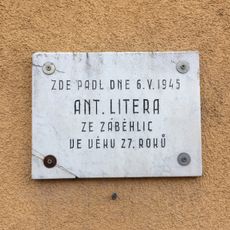 ZDE PADL DNE 6.V.1945
ANT. LITERA
ZE ZÁBĚHLIC
VE VĚKU 27. ROKŮ